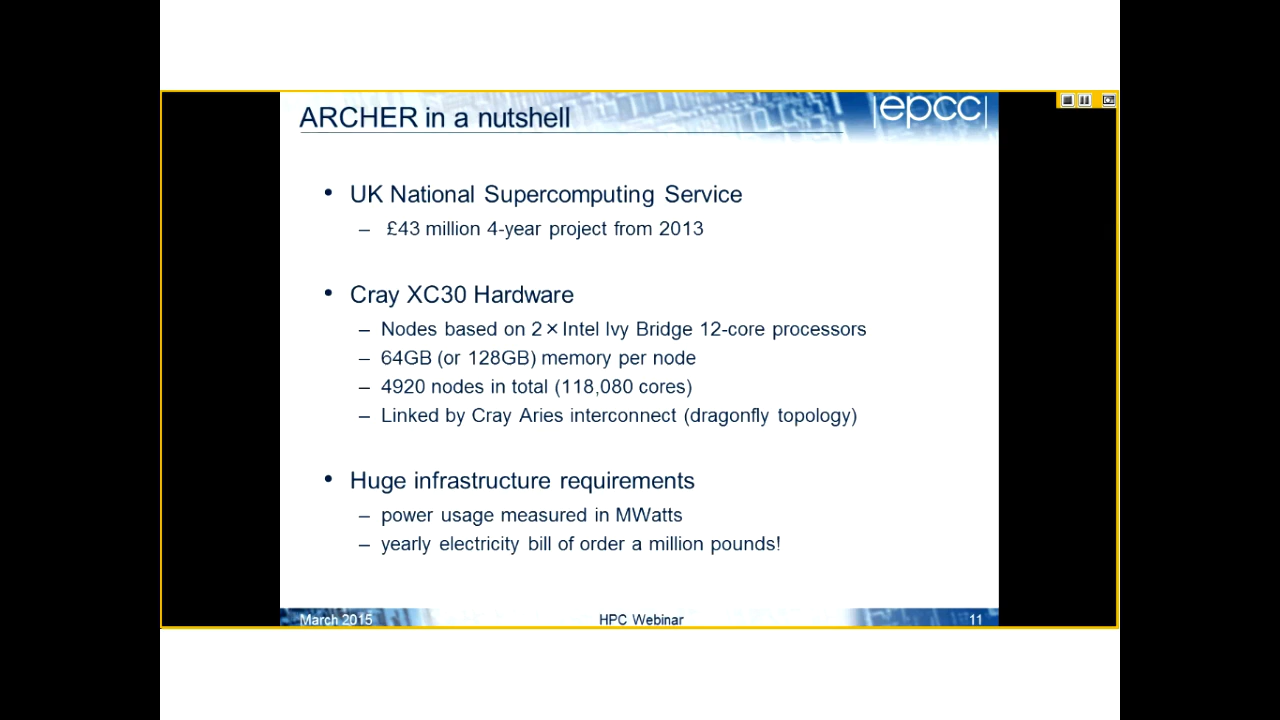 ARCHER in a nutshell
|epcc|
• UK National Supercomputing Service
– £43 million 4-year project from 2013
• Cray XC30 Hardware
– Nodes based on 2×Intel Ivy Bridge 12-core processors
– 64GB (or 128GB) memory per node
– 4920 nodes in total (118,080 cores)
– Linked by Cray Aries interconnect (dragonfly topology)
• Huge infrastructure requirements
– power usage measured in MWatts
– yearly electricity bill of order a million pounds!
March 2015
HPC Webinar
11